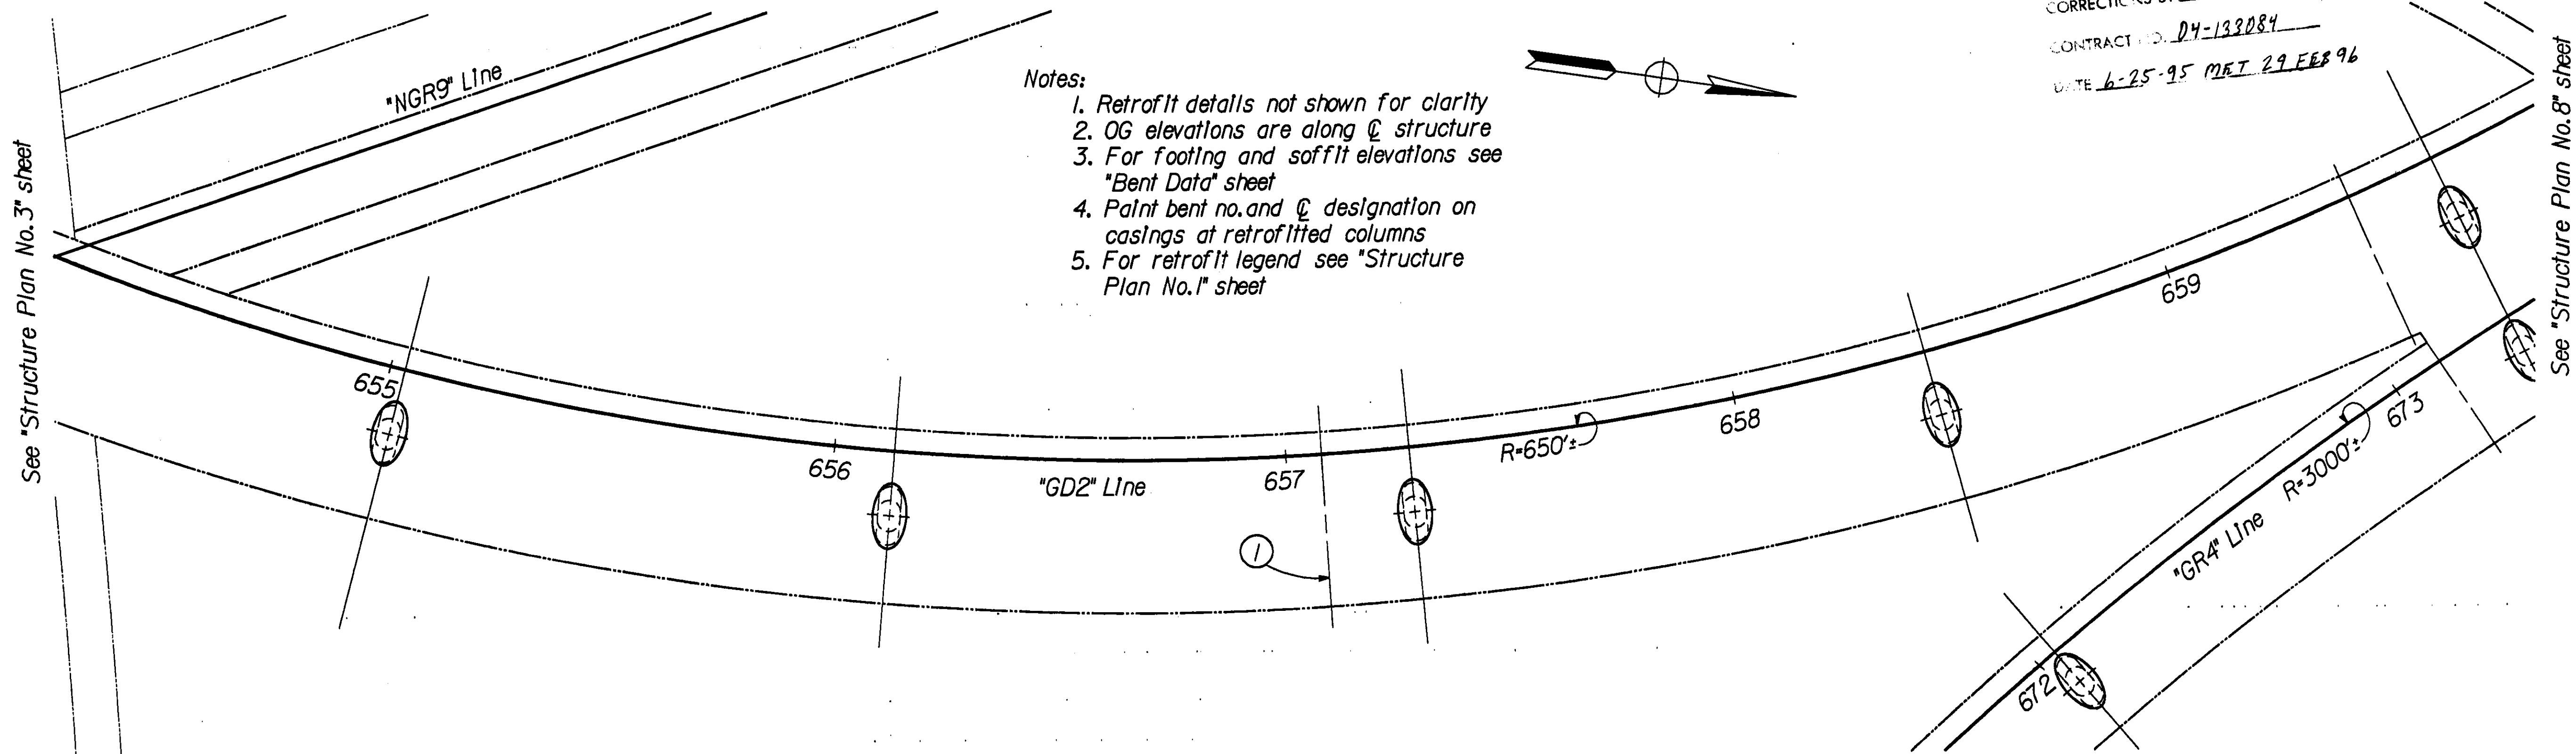 CONTRACT NO. 04-133084
DATE 6-25-95 MET 29 FEB 96
See "Structure Plan No.3" sheet
"NGR9" Line
Notes:
1. Retrofit details not shown for clarity
2. OG elevations are along ℄ structure
3. For footing and soffit elevations see
"Bent Data" sheet
4. Paint bent no. and ℄ designation on
casings at retrofitted columns
5. For retrofit legend see "Structure
Plan No.1" sheet
See "Structure Plan No.8" sheet
655
656
"GD2" Line
657
R=650'±
658
659
1
672
"GR4" Line
R=3000'±
673